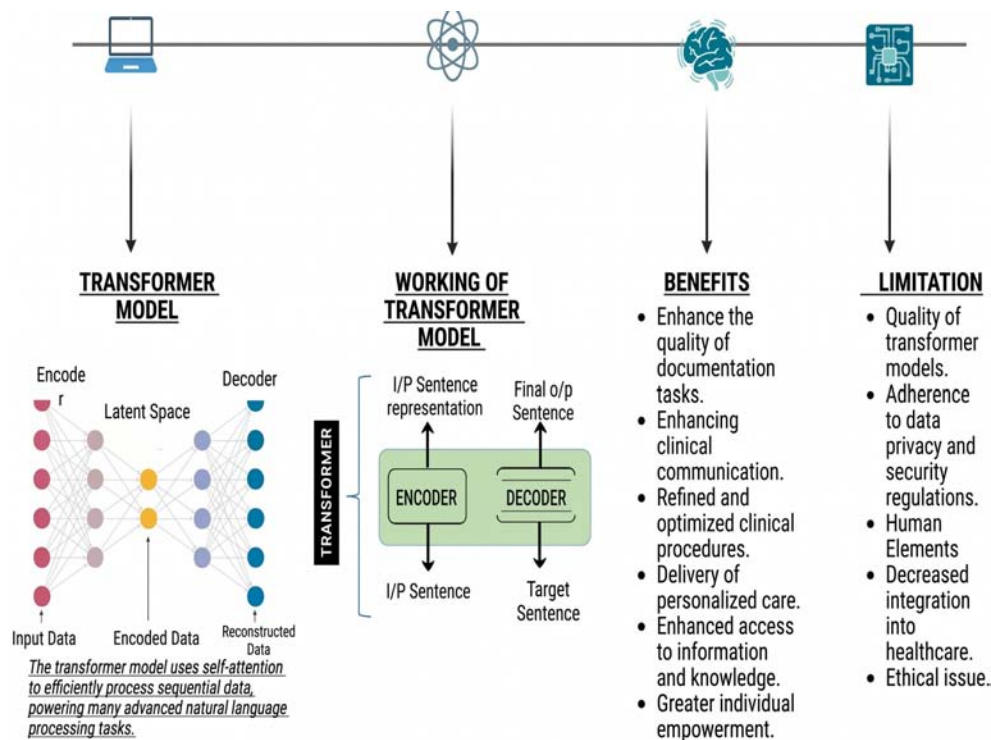 TRANSFORMER
MODEL
Encode
r
Decoder
Latent Space
Input Data
Encoded Data
Reconstructed
Data
The transformer model uses self-attention
to efficiently process sequential data,
powering many advanced natural language
processing tasks.
WORKING OF
TRANSFORMER
MODEL
TRANSFORMER
I/P Sentence
representation
Final o/p
Sentence
ENCODER
DECODER
I/P Sentence
Target
Sentence
BENEFITS
• Enhance the
quality of
documentation
tasks.
• Enhancing
clinical
communication.
• Refined and
optimized clinical
procedures.
• Delivery of
personalized care.
• Enhanced access
to information
and knowledge.
• Greater individual
empowerment.
LIMITATION
• Quality of
transformer
models.
• Adherence
to data
privacy and
security
regulations.
• Human
Elements
• Decreased
integration
into
healthcare.
• Ethical issue..